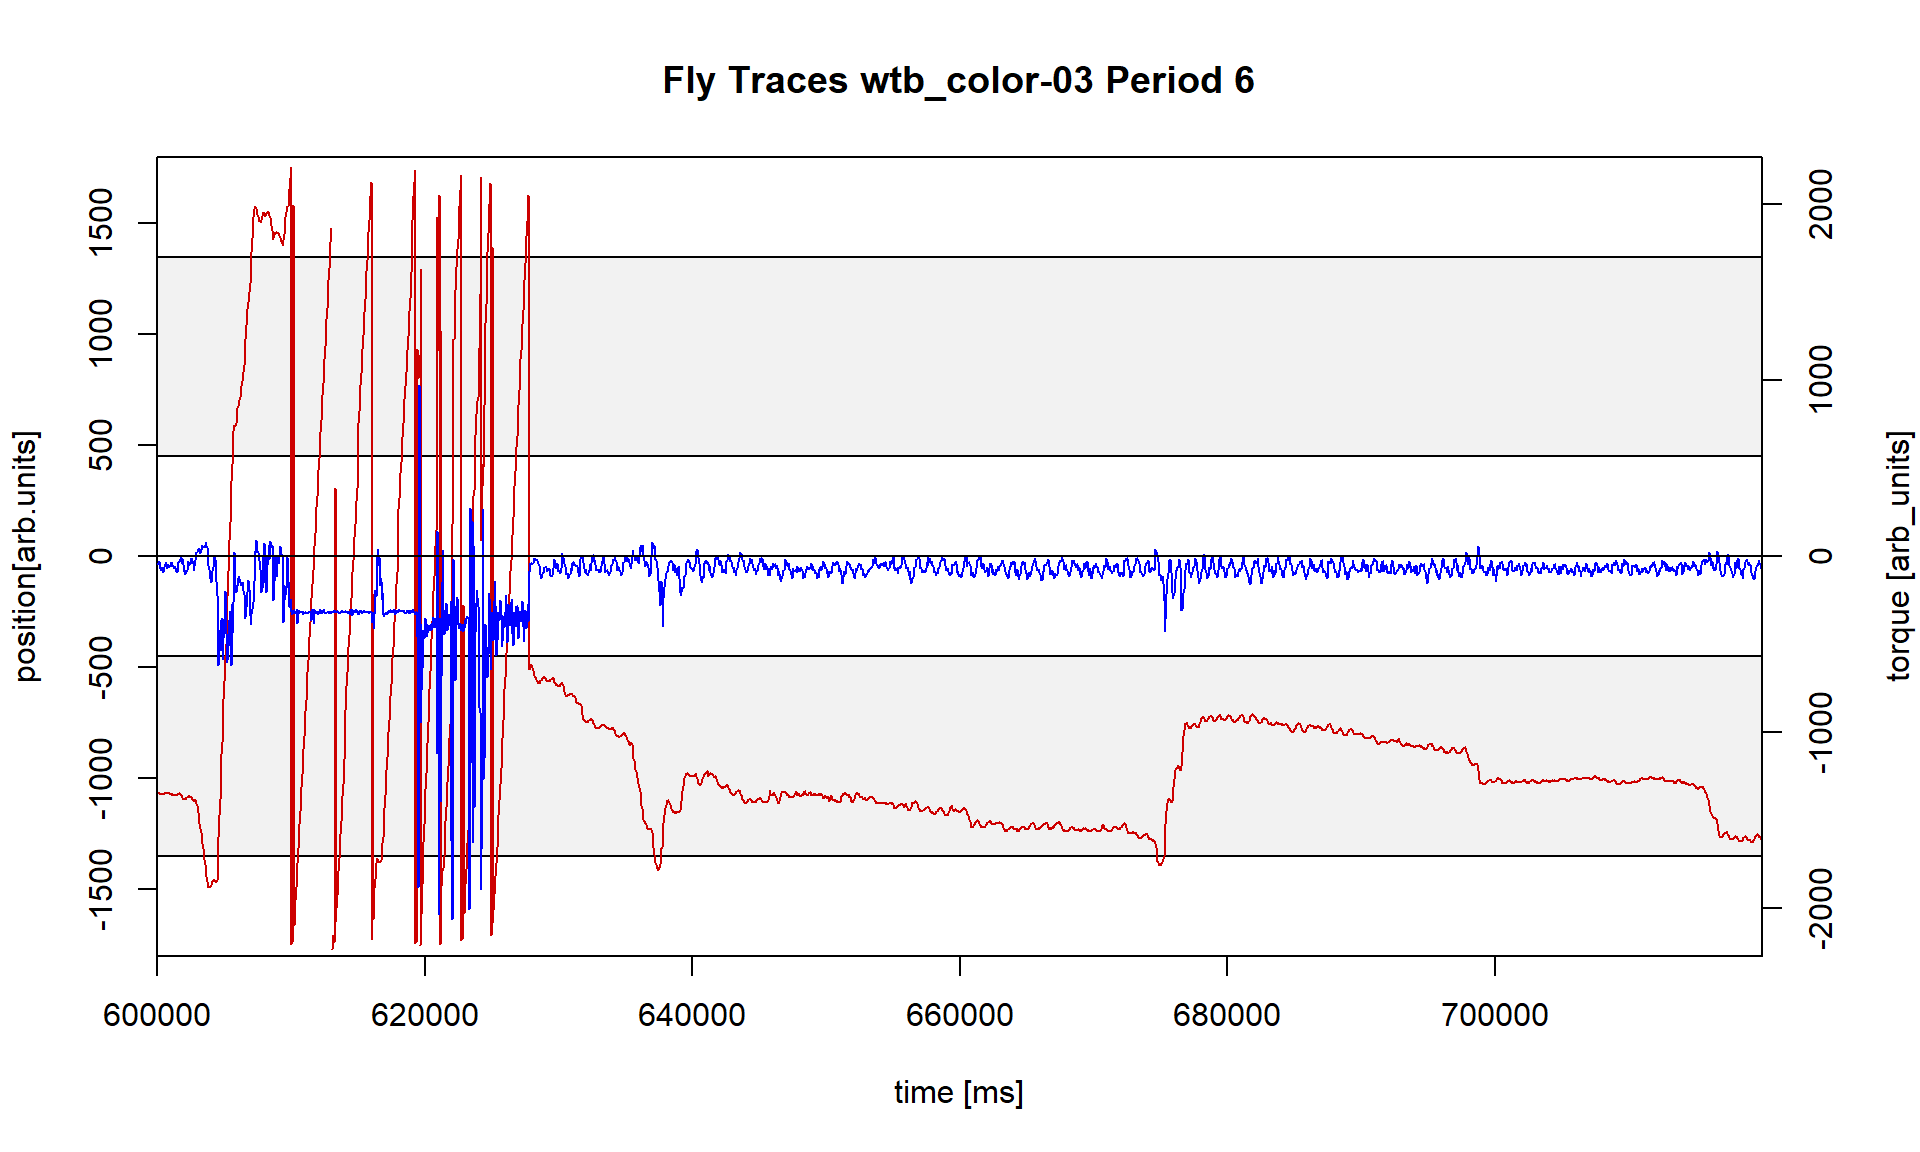 Fly Traces wtb_color-03 Period 6
position[arb.units]
1500
1000
500
0
-500
-1000
-1500
2000
1000
0
-1000
-2000
torque [arb_units]
600000 620000 640000 660000 680000 700000
time [ms]